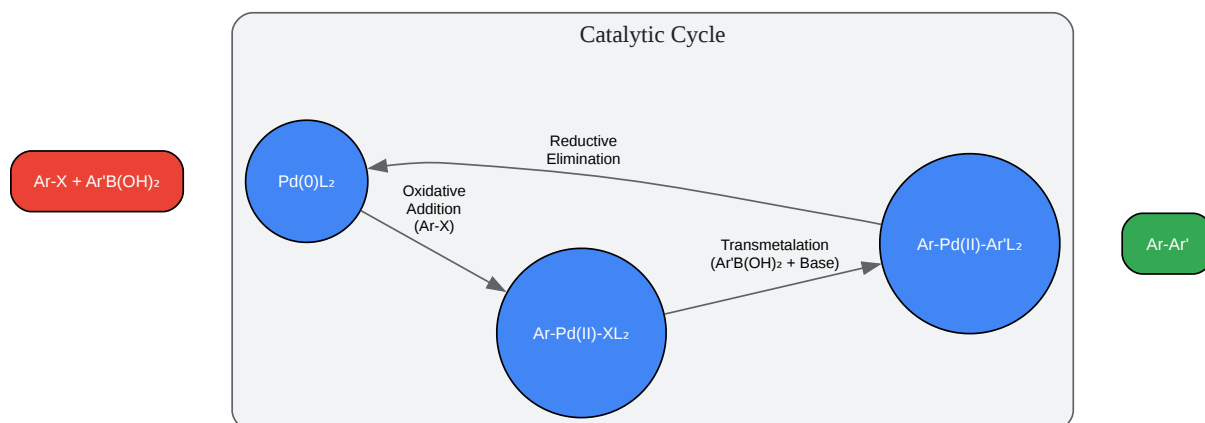 Catalytic Cycle
Ar-X + Ar'B(OH)₂
Pd(0)L₂
Reductive
Elimination
Oxidative
Addition
(Ar-X)
Transmetalation
(Ar'B(OH)₂ + Base)
Ar-Pd(II)-XL₂
Ar-Pd(II)-Ar'L₂
Ar-Ar'